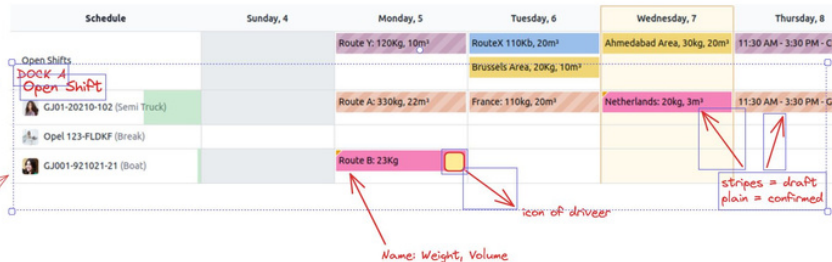 Schedule Sunday, 4 Monday, 5 Tuesday, 6 Wednesday, 7 Thursday, 8
Route Y: 120Kg, 10m³ RouteX 110Kb, 20m³ Ahmedabad Area, 30kg, 20m³ 11:30 AM - 3:30 PM - C
Open Shifts
Brussels Area, 20Kg, 10m³
DOCK A
Open Shift
GJ01-20210-102 (Semi Truck) Route A: 330kg, 22m³ France: 110kg, 20m³ Netherlands: 20kg, 3m³ 11:30 AM - 3:30 PM - G
Opel 123-FLDKF (Break)
GJ001-921021-21 (Boat) Route B: 23Kg
stripes = draft
plain = confirmed
icon of driveer
Name: Weight, Volume